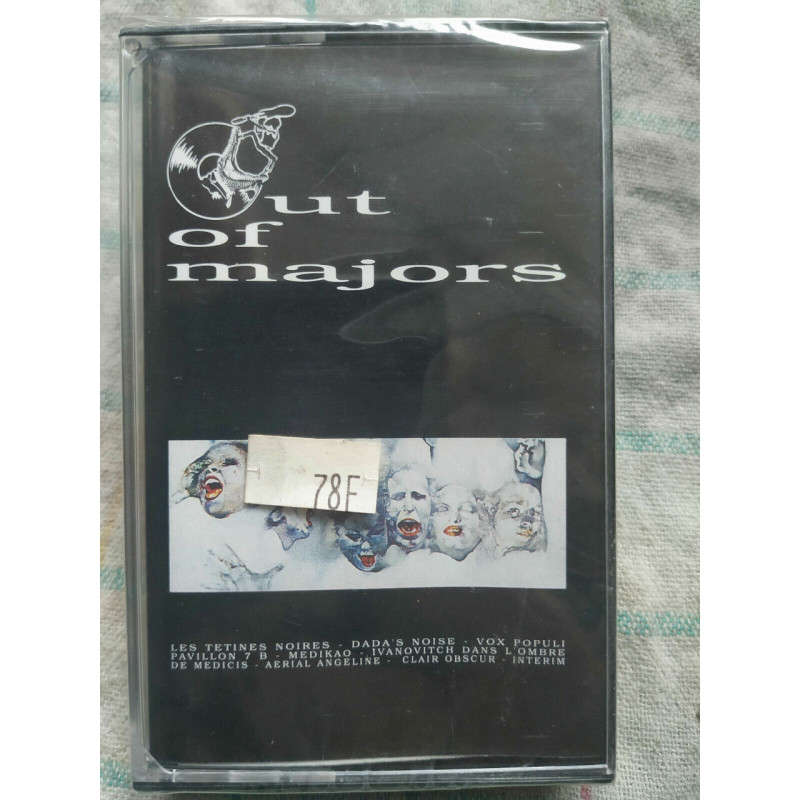 Out
of
majors
78F
LES TETINES NOIRES - DADA'S NOISE - VOX POPULI
PAVILLON 7 B - MEDIKAO - IVANOVITCH DANS L'OMBRE
DE MEDICIS - AERIAL ANGELINE - CLAIR OBSCUR - INTERIM